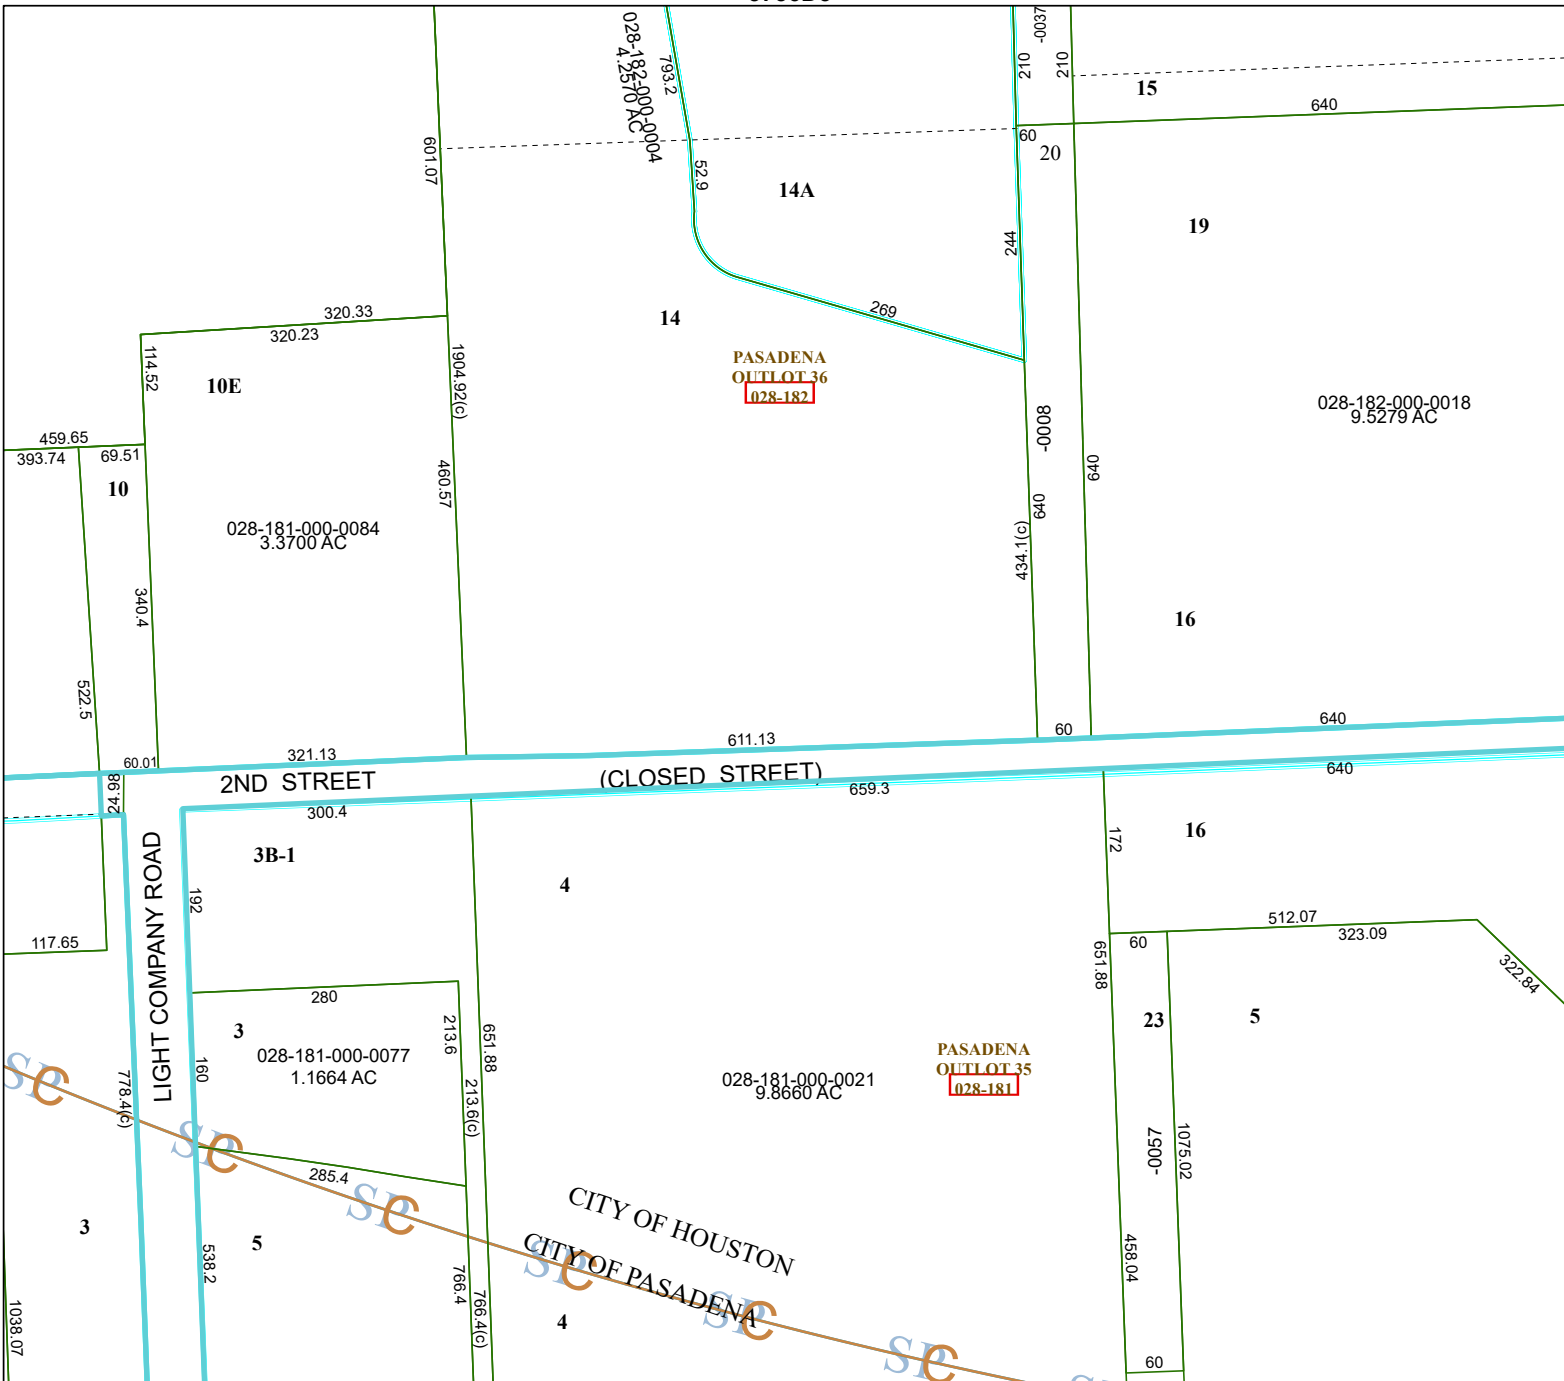 028-182-000-0004
4.2570 AC
793.2
210
-0037
210
15
640
60
20
601.07
52.9
14A
244
19
269
320.33
320.23
14
114.52
10E
1904.92(c)
PASADENA
OUTLOT 36
028-182
-0008
028-182-000-0018
9.5279 AC
459.65
393.74
69.51
10
460.57
640
640
434.1(c)
028-181-000-0084
3.3700 AC
340.4
16
522.5
60.01
321.13
611.13
60
640
24.98
2ND STREET
(CLOSED STREET)
659.3
640
300.4
3B-1
4
172
16
192
LIGHT COMPANY ROAD
117.65
512.07
60
323.09
651.88
322.84
280
3
213.6
651.88
23
5
028-181-000-0077
1.1664 AC
160
778.4(c)
213.6(c)
028-181-000-0021
9.8660 AC
PASADENA
OUTLOT 35
028-181
-0057
1075.02
285.4
SP C
SP C
SP C
CITY OF HOUSTON
CITY OF PASADENA
SP C
SP C
SP C
3
5
538.2
766.4
766.4(c)
458.04
1038.07
4
60